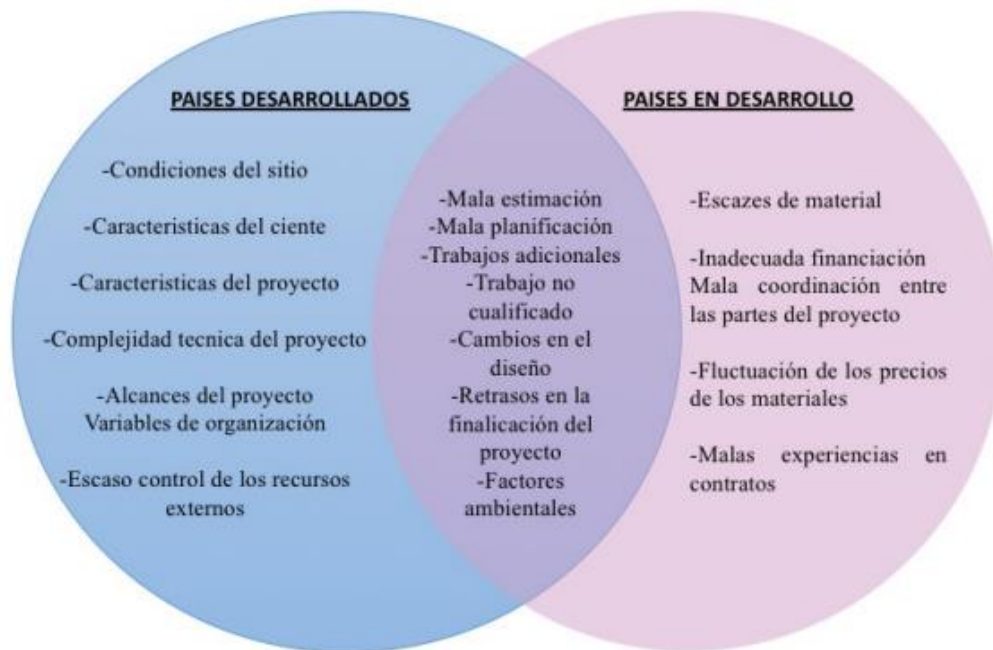 PAISES DESARROLLADOS
-Condiciones del sitio
-Caracteristicas del ciente
-Caracteristicas del proyecto
-Complejidad tecnica del proyecto
-Alcances del proyecto
Variables de organización
-Escaso control de los recursos
externos
-Mala estimación
-Mala planificación
-Trabajos adicionales
-Trabajo no
cualificado
-Cambios en el
diseño
-Retrasos en la
finalicación del
proyecto
-Factores
ambientales
PAISES EN DESARROLLO
-Escazes de material
-Inadecuada financiación
Mala coordinación entre
las partes del proyecto
-Fluctuación de los precios
de los materiales
-Malas experiencias en
contratos